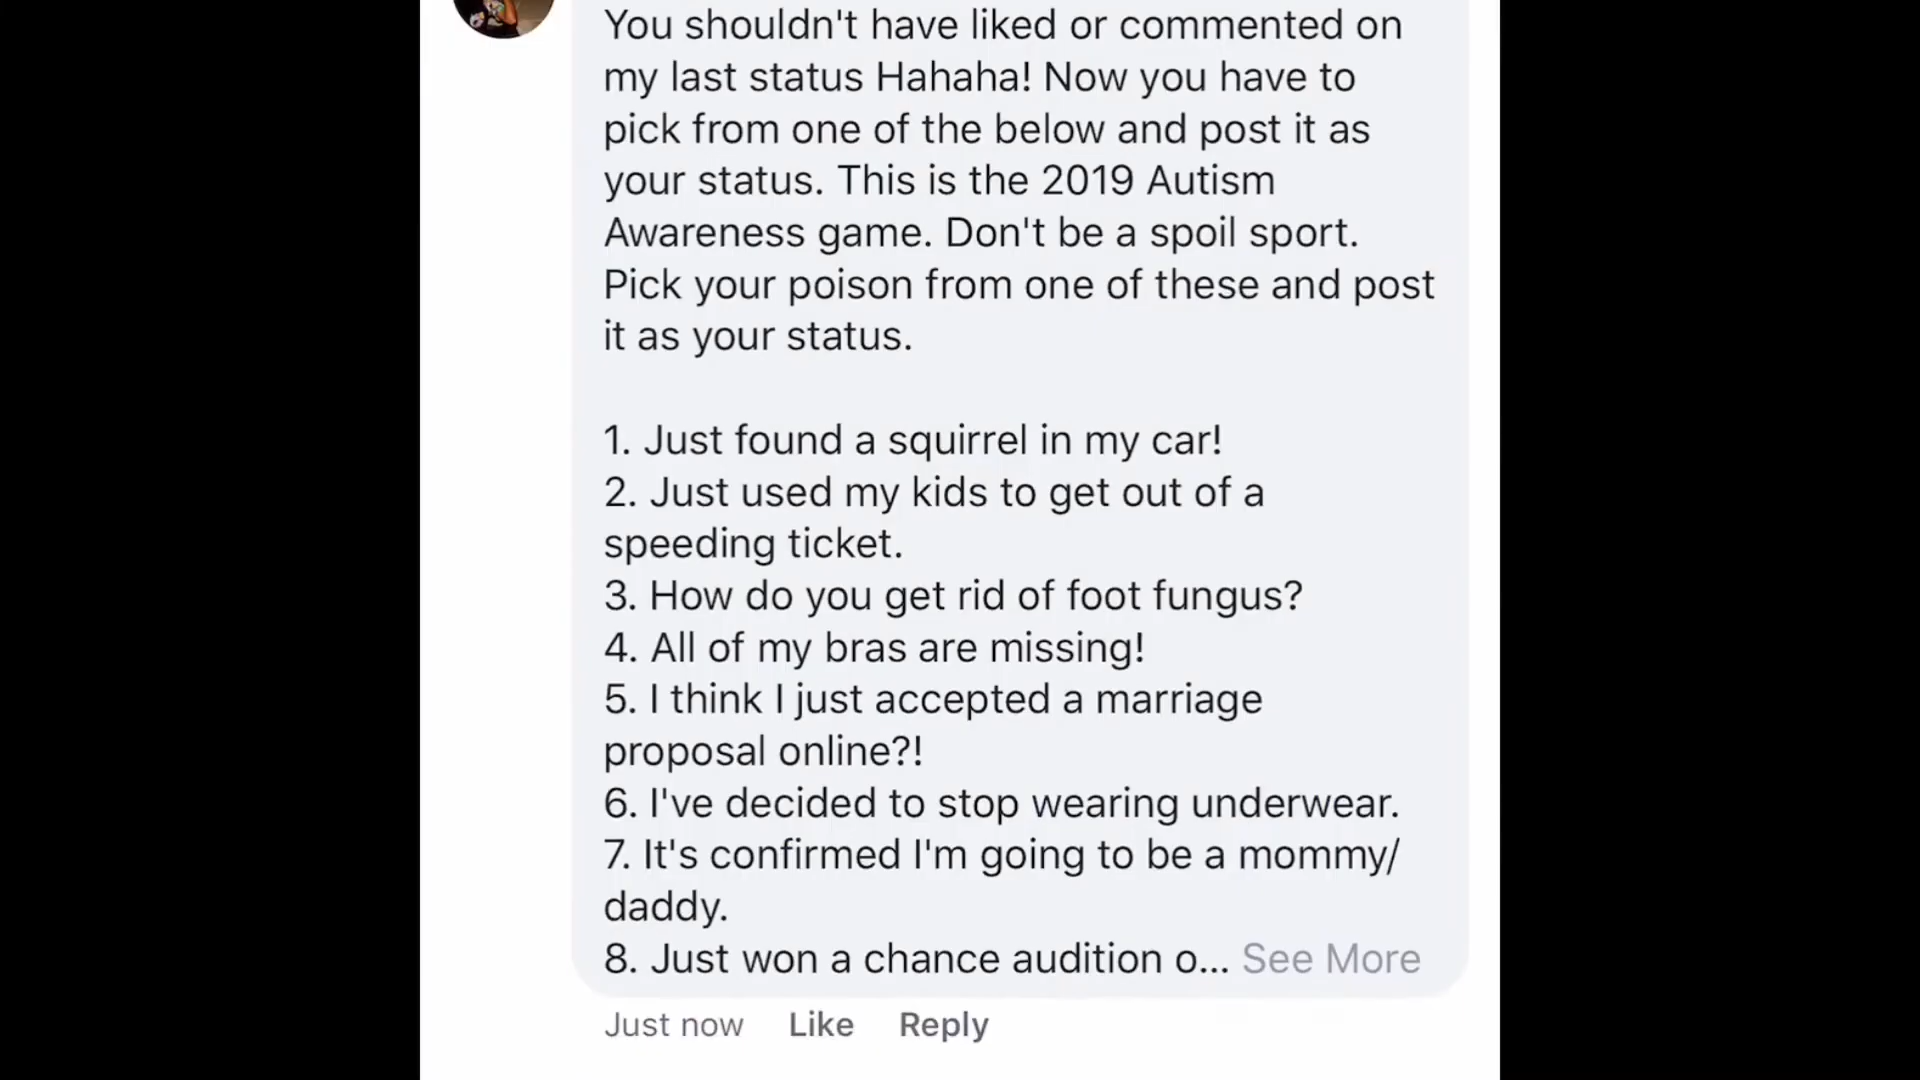 You shouldn't have liked or commented on
my last status Hahaha! Now you have to
pick from one of the below and post it as
your status. This is the 2019 Autism
Awareness game. Don't be a spoil sport.
Pick your poison from one of these and post
it as your status.
1. Just found a squirrel in my car!
2. Just used my kids to get out of a
speeding ticket.
3. How do you get rid of foot fungus?
4. All of my bras are missing!
5. I think I just accepted a marriage
proposal online?!
6. I've decided to stop wearing underwear.
7. It's confirmed I'm going to be a mommy/
daddy.
8. Just won a chance audition o... See More
Just now Like Reply